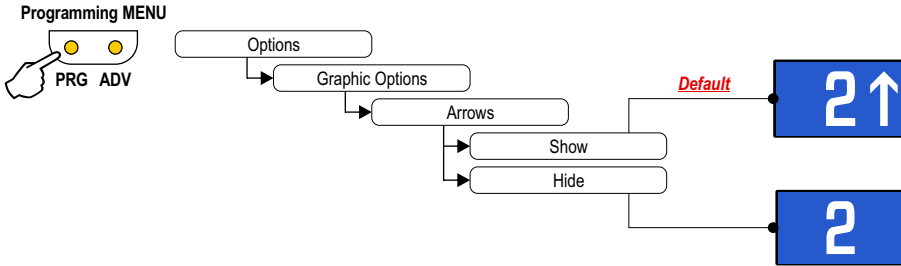 Programming MENU
PRG ADV
Options
Graphic Options
Arrows
Show
Hide
Default
2↑
2